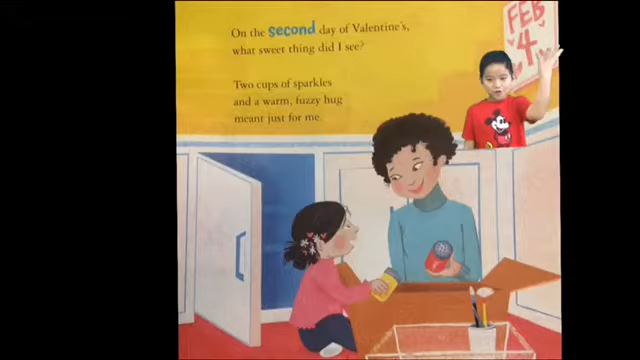 On the second day of Valentine's,
what sweet thing did I see?
Two cups of sparkles
and a warm, fuzzy hug
meant just for me.
FEB
4